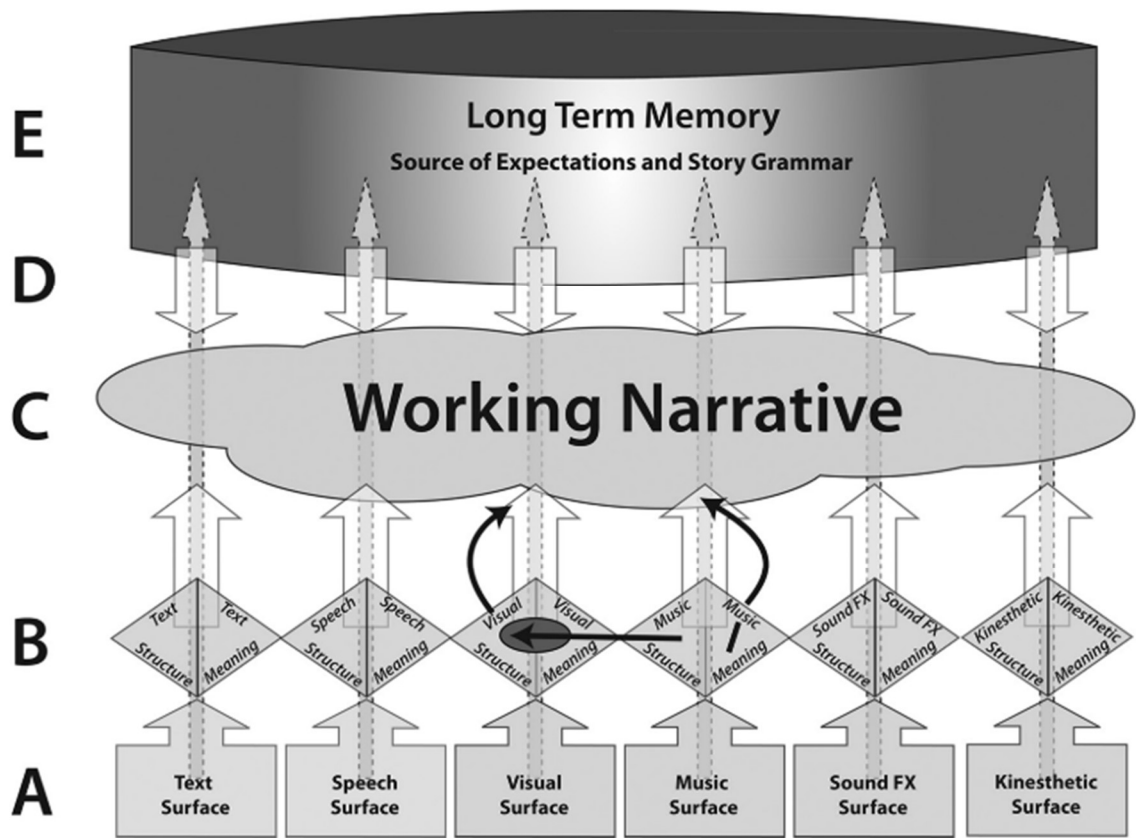 E
Long Term Memory
Source of Expectations and Story Grammar
D
C
Working Narrative
B
Text
Structure
Text
Meaning
Speech
Structure
Speech
Meaning
Visual
Structure
Visual
Meaning
Music
Structure
Music
Meaning
Sound FX
Structure
Sound FX
Meaning
Kinesthetic
Structure
Kinesthetic
Meaning
A
Text
Surface
Speech
Surface
Visual
Surface
Music
Surface
Sound FX
Surface
Kinesthetic
Surface